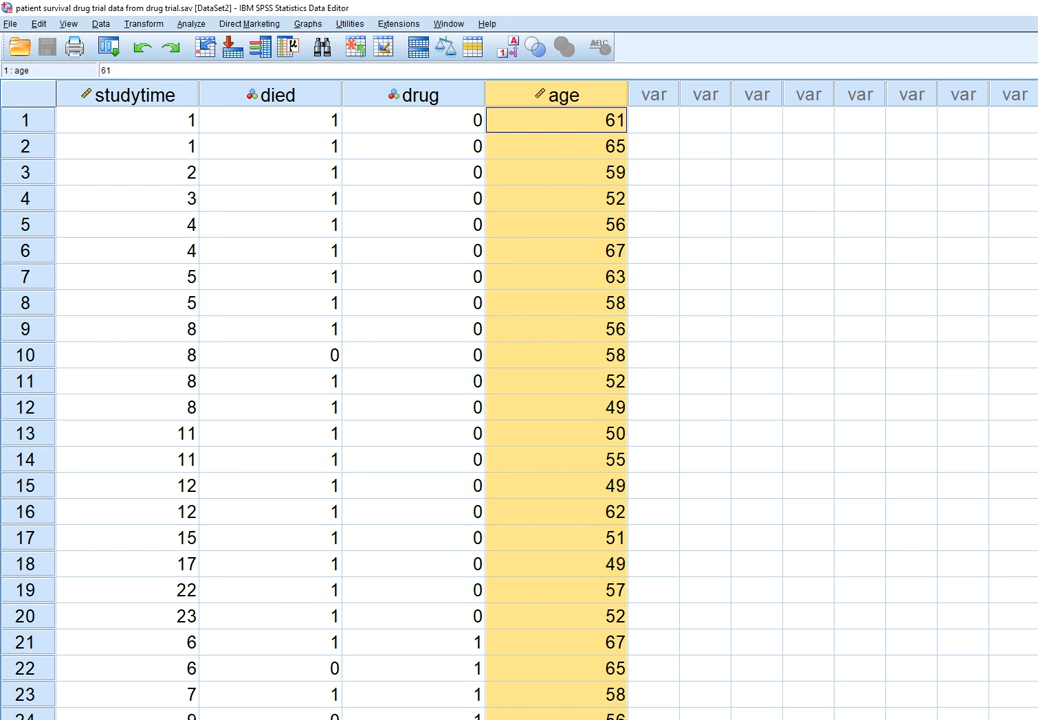 patient survival drug trial data from drug trial.sav [DataSet2] - IBM SPSS Statistics Data Editor
File Edit View Data Transform Analyze Direct Marketing Graphs Utilities Extensions Window Help
1 : age 61
studytime died drug age var var var var var var var var
1 1 1 0 61
2 1 1 0 65
3 2 1 0 59
4 3 1 0 52
5 4 1 0 56
6 4 1 0 67
7 5 1 0 63
8 5 1 0 58
9 8 1 0 56
10 8 0 0 58
11 8 1 0 52
12 8 1 0 49
13 11 1 0 50
14 11 1 0 55
15 12 1 0 49
16 12 1 0 62
17 15 1 0 51
18 17 1 0 49
19 22 1 0 57
20 23 1 0 52
21 6 1 1 67
22 6 0 1 65
23 7 1 1 58
24 9 0 1 56